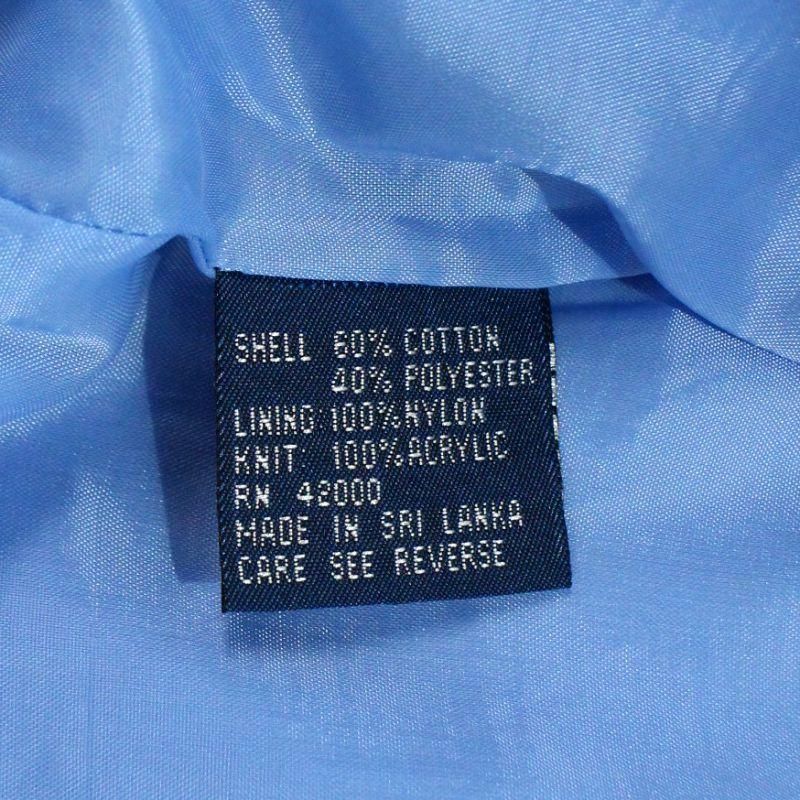 SHELL 60% COTTON
40% POLYESTER
LINING 100% NYLON
KNIT 100% ACRYLIC
RN 42000
MADE IN SRI LANKA
CARE SEE REVERSE